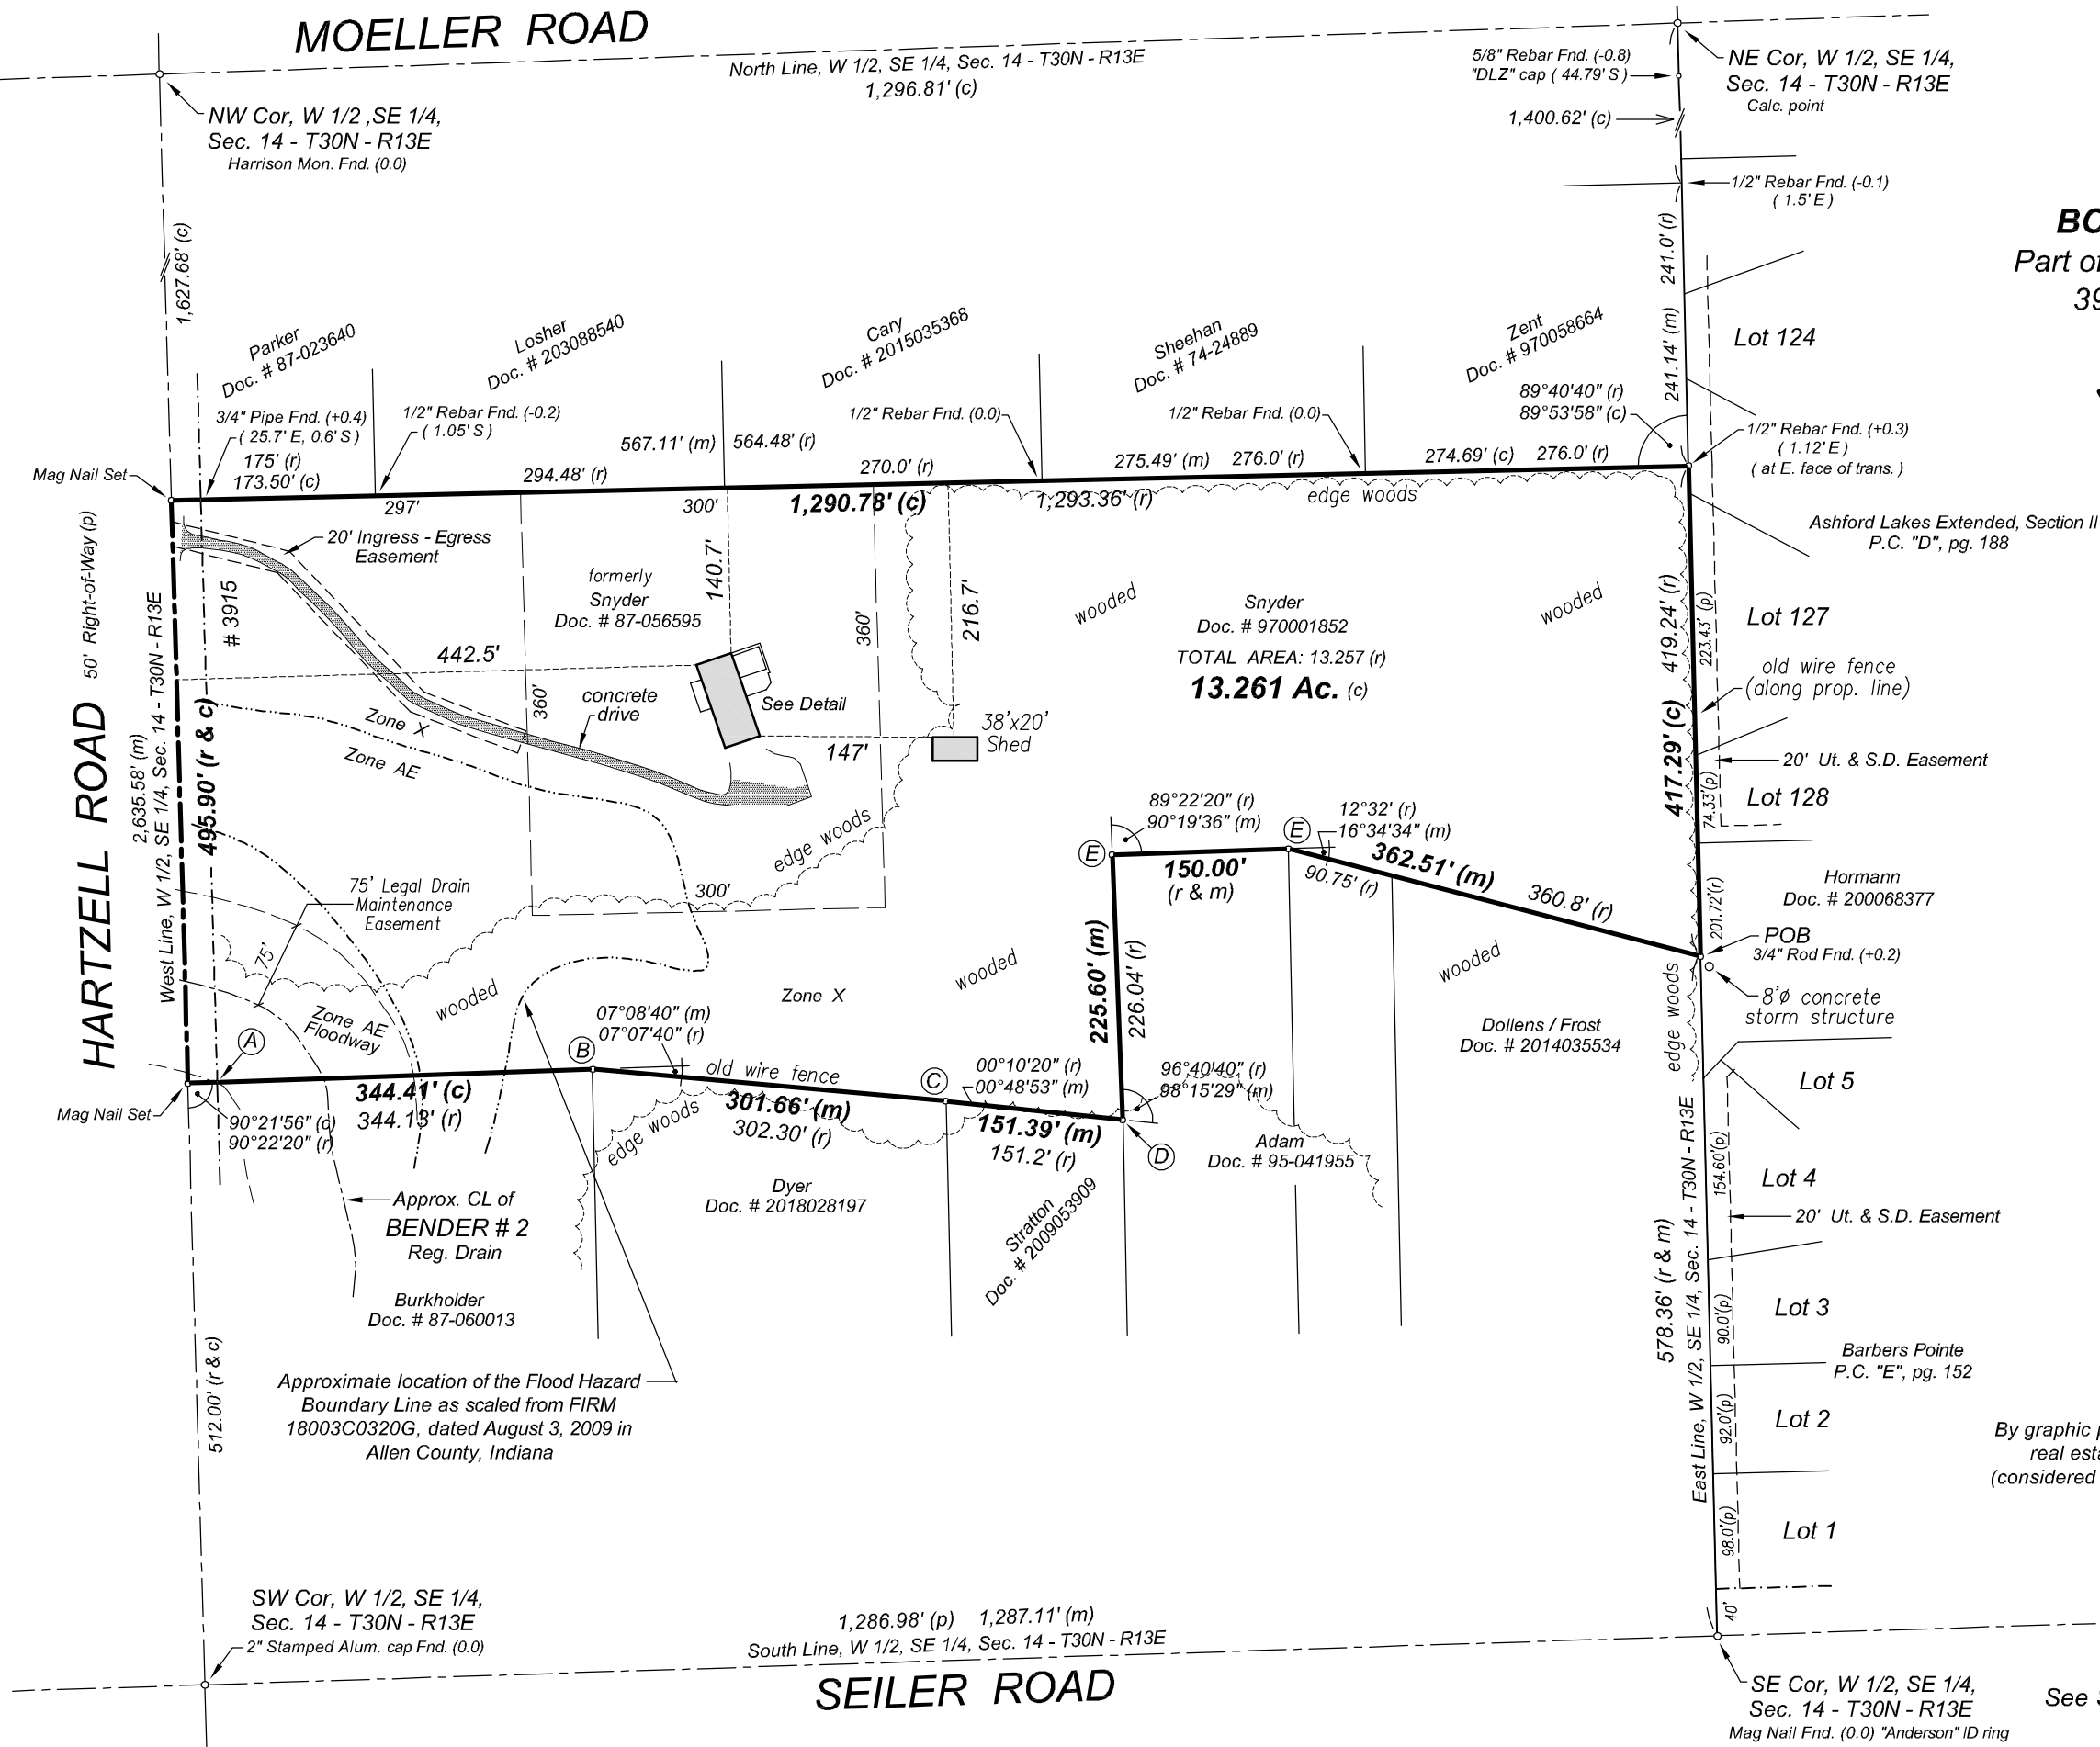 MOELLER ROAD
North Line, W 1/2, SE 1/4, Sec. 14 - T30N - R13E
1,296.81' (c)
5/8" Rebar Fnd. (-0.8)
"DLZ" cap ( 44.79' S )
1,400.62' (c)
NE Cor, W 1/2, SE 1/4,
Sec. 14 - T30N - R13E
Calc. point
NW Cor, W 1/2 ,SE 1/4,
Sec. 14 - T30N - R13E
Harrison Mon. Fnd. (0.0)
1/2" Rebar Fnd. (-0.1)
( 1.5' E )
BO
Part of
39
1,627.68' (c)
241.0' (r)
241.14' (m)
Lot 124
Parker
Doc. # 87-023640
Losher
Doc. # 203088540
Cary
Doc. # 2015035368
Sheehan
Doc. # 74-24889
Zent
Doc. # 970058664
89°40'40" (r)
89°53'58" (c)
3/4" Pipe Fnd. (+0.4)
( 25.7' E, 0.6' S )
1/2" Rebar Fnd. (-0.2)
( 1.05' S )
1/2" Rebar Fnd. (0.0)
1/2" Rebar Fnd. (0.0)
1/2" Rebar Fnd. (+0.3)
( 1.12' E )
( at E. face of trans. )
567.11' (m)
564.48' (r)
175' (r)
173.50' (c)
294.48' (r)
270.0' (r)
275.49' (m)
276.0' (r)
274.69' (c)
276.0' (r)
Mag Nail Set
297'
300'
1,290.78' (c)
1,293.36' (r)
edge woods
Ashford Lakes Extended, Section II
P.C. "D", pg. 188
HARTZELL ROAD
50' Right-of-Way (p)
2,635.58' (m)
West Line, W 1/2, SE 1/4, Sec. 14 - T30N - R13E
495.90' (r & c)
# 3915
20' Ingress - Egress
Easement
formerly
Snyder
Doc. # 87-056595
140.7'
360'
216.7'
wooded
Snyder
Doc. # 970001852
TOTAL AREA: 13.257 (r)
13.261 Ac. (c)
wooded
419.24' (r)
417.29' (c)
223.43' (p)
Lot 127
old wire fence
(along prop. line)
442.5'
360'
concrete
drive
See Detail
147'
38'x20'
Shed
Zone X
Zone AE
20' Ut. & S.D. Easement
74.33'(p)
Lot 128
edge woods
300'
89°22'20" (r)
90°19'36" (m)
E
E
12°32' (r)
16°34'34" (m)
150.00'
(r & m)
90.75' (r)
362.51' (m)
360.8' (r)
75' Legal Drain
Maintenance
Easement
75'
Hormann
Doc. # 200068377
201.72'(r)
POB
3/4" Rod Fnd. (+0.2)
8'ø concrete
storm structure
225.60' (m)
226.04' (r)
wooded
wooded
wooded
Zone X
Zone AE
Floodway
edge woods
Dollens / Frost
Doc. # 2014035534
07°08'40" (m)
07°07'40" (r)
A
B
old wire fence
C
00°10'20" (r)
00°48'53" (m)
96°40'40" (r)
98°15'29" (m)
Mag Nail Set
344.41' (c)
344.13' (r)
90°21'56" (c)
90°22'20" (r)
edge woods
301.66' (m)
302.30' (r)
151.39' (m)
151.2' (r)
D
Adam
Doc. # 95-041955
Lot 5
Dyer
Doc. # 2018028197
Stratton
Doc. # 2009053909
Approx. CL of
BENDER # 2
Reg. Drain
154.60'(p)
Lot 4
20' Ut. & S.D. Easement
Burkholder
Doc. # 87-060013
512.00' (r & c)
578.36' (r & m)
East Line, W 1/2, SE 1/4, Sec. 14 - T30N - R13E
90.0'(p)
Lot 3
Barbers Pointe
P.C. "E", pg. 152
Approximate location of the Flood Hazard
Boundary Line as scaled from FIRM
18003C0320G, dated August 3, 2009 in
Allen County, Indiana
92.0'(p)
Lot 2
By graphic p
real esta
(considered
98.0'(p)
Lot 1
40'
SW Cor, W 1/2, SE 1/4,
Sec. 14 - T30N - R13E
2" Stamped Alum. cap Fnd. (0.0)
1,286.98' (p) 1,287.11' (m)
South Line, W 1/2, SE 1/4, Sec. 14 - T30N - R13E
SEILER ROAD
SE Cor, W 1/2, SE 1/4,
Sec. 14 - T30N - R13E
Mag Nail Fnd. (0.0) "Anderson" ID ring
See